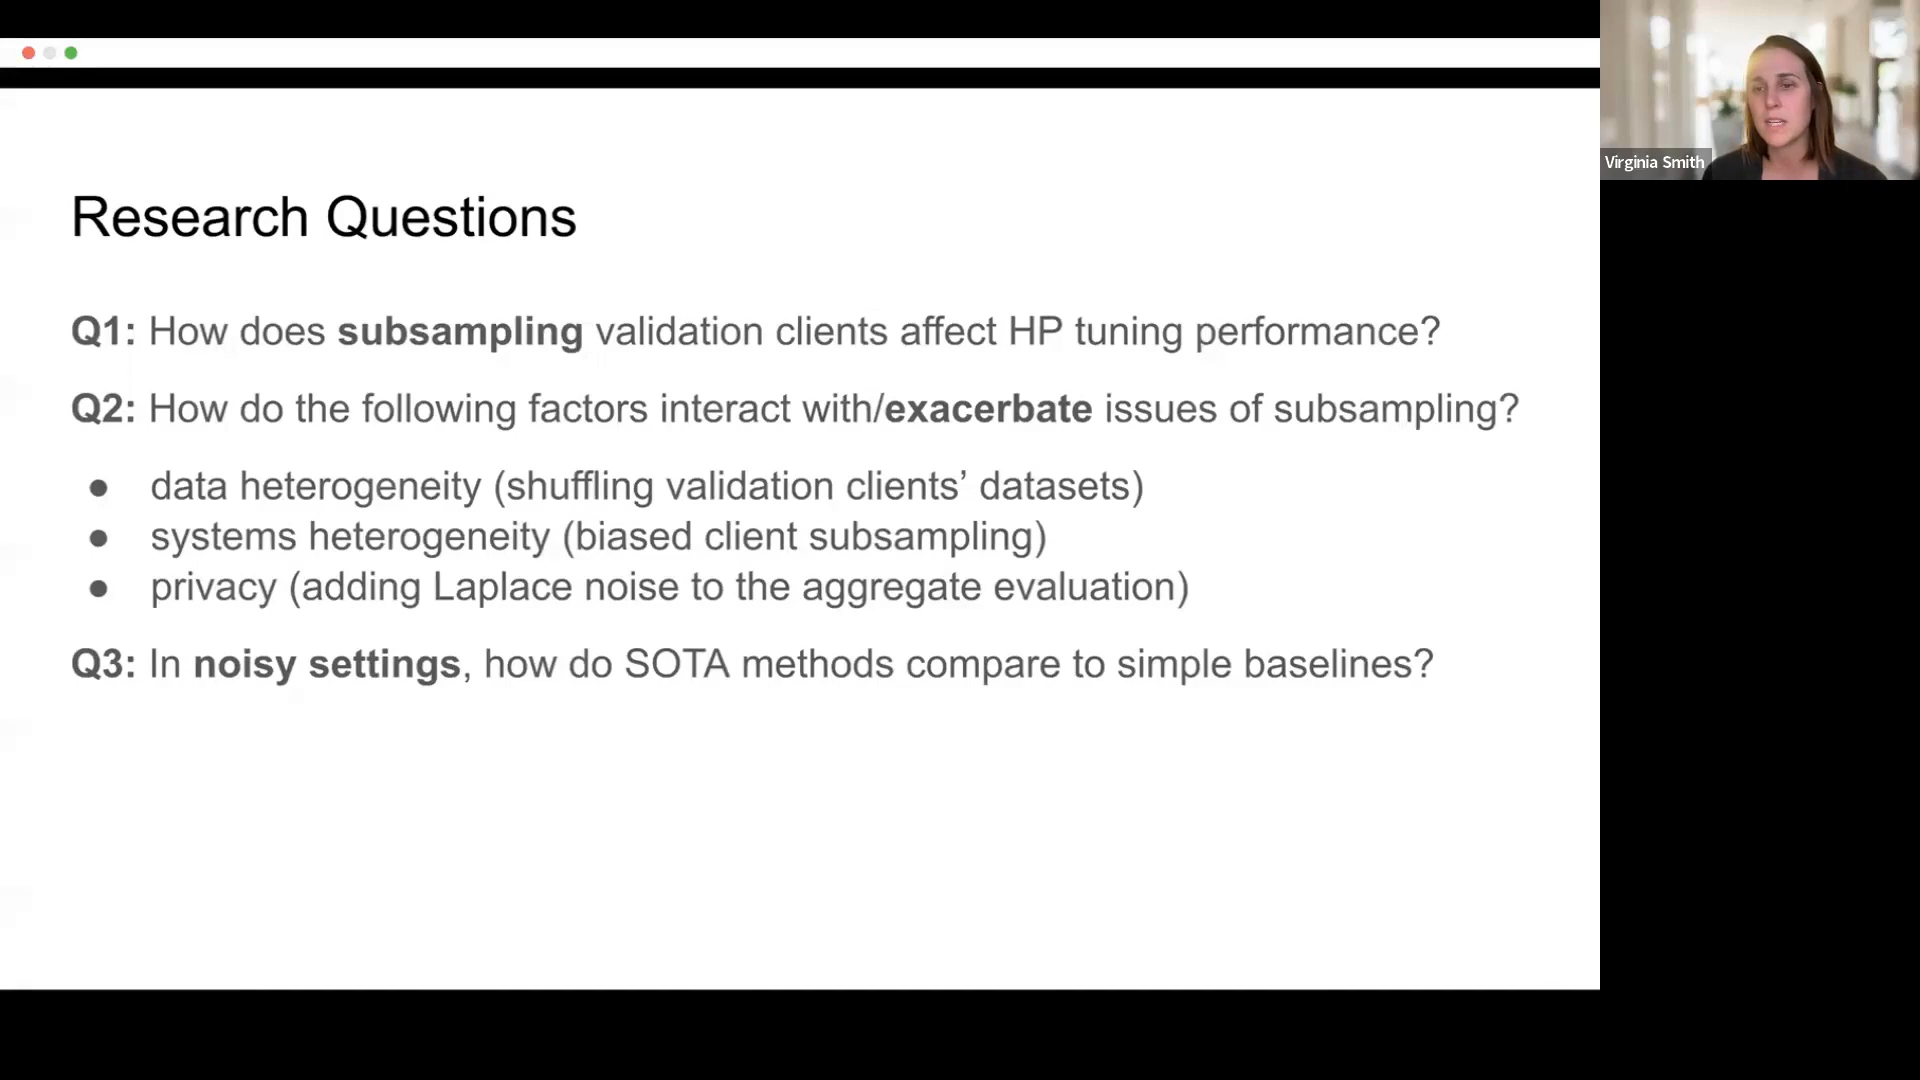 Virginia Smith
Research Questions
Q1: How does subsampling validation clients affect HP tuning performance?
Q2: How do the following factors interact with/exacerbate issues of subsampling?
● data heterogeneity (shuffling validation clients’ datasets)
● systems heterogeneity (biased client subsampling)
● privacy (adding Laplace noise to the aggregate evaluation)
Q3: In noisy settings, how do SOTA methods compare to simple baselines?